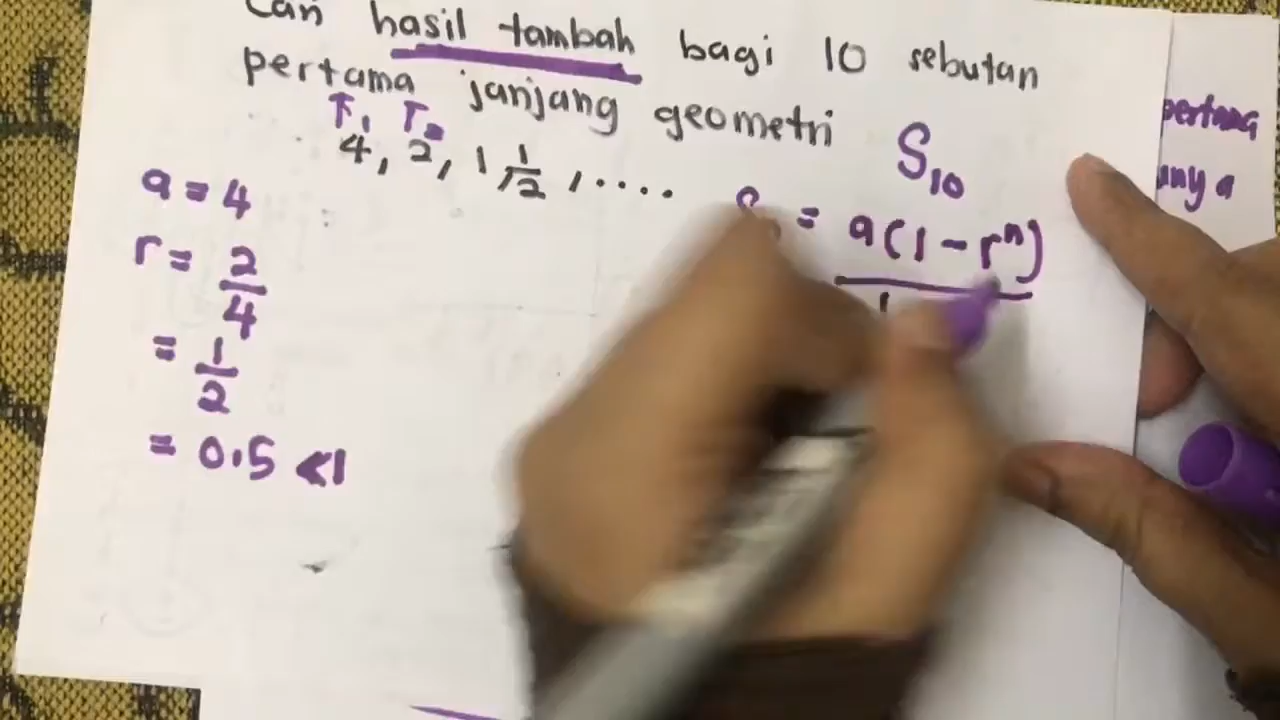 Cari hasil tambah bagi 10 sebutan
pertama janjang geometri
T₁ T₂
4, 2, 1, 1/2, ....
S₁₀
a = 4
r = 2/4
= 1/2
= 0.5 <1
= a(1-rⁿ)
pertama